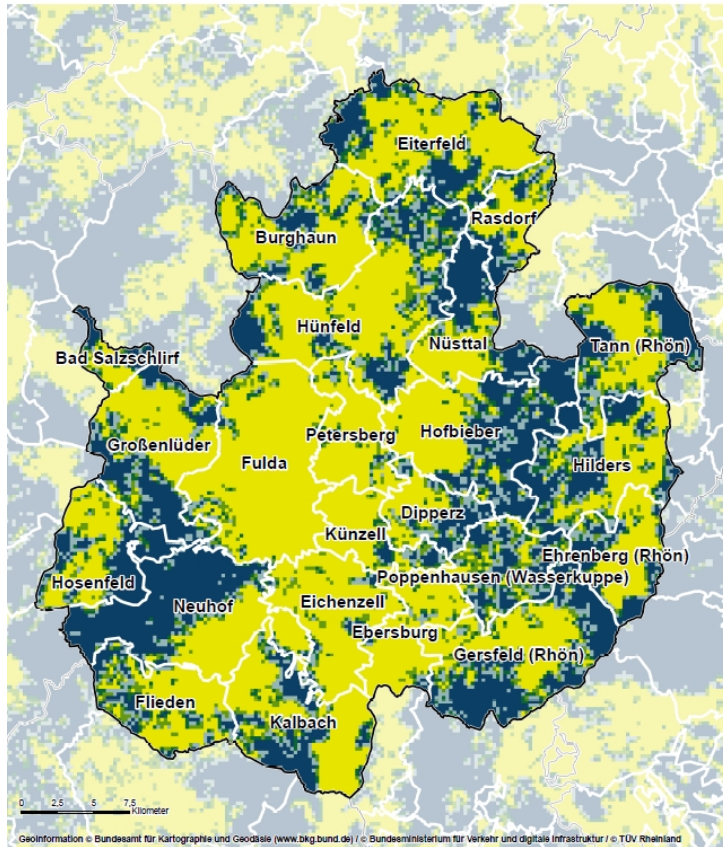 Eiterfeld
Rasdorf
Burghaun
Hünfeld
Nüsttal
Tann (Rhön)
Bad Salzschlirf
Großenlüder
Petersberg
Hofbieber
Fulda
Hilders
Dipperz
Künzell
Ehrenberg (Rhön)
Hosenfeld
Neuhof
Poppenhausen (Wasserkuppe)
Eichenzell
Ebersburg
Gersfeld (Rhön)
Flieden
Kalbach
0 2,5 5 7,5
Kilometer
Geoinformation © Bundesamt für Kartographie und Geodäsie (www.bkg.bund.de) / © Bundesministerium für Verkehr und digitale Infrastruktur / © TÜV Rheinland